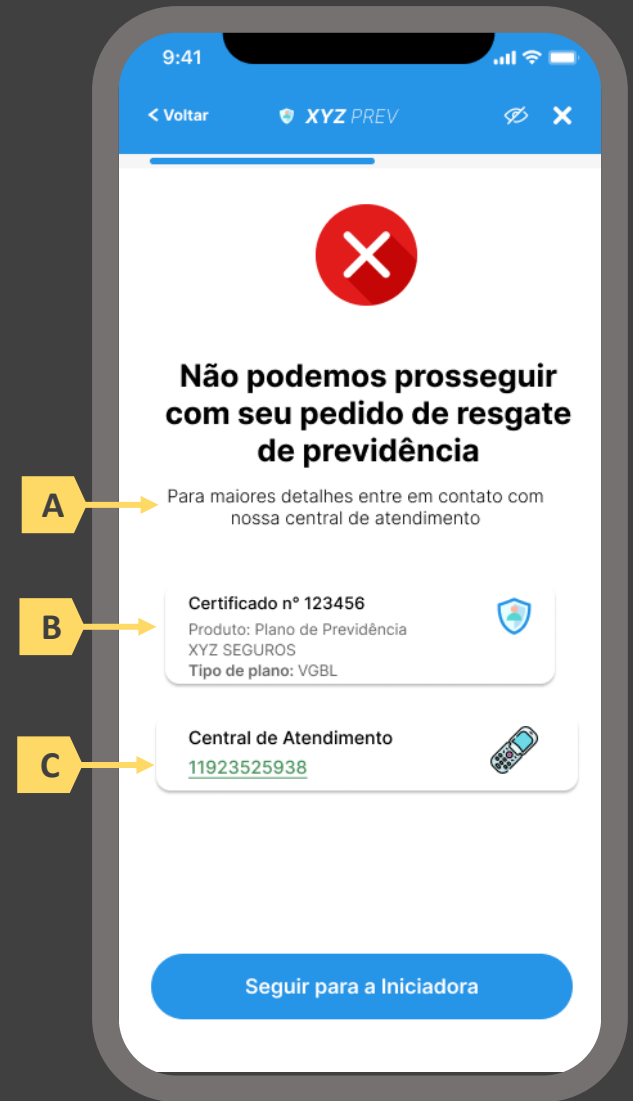 9:41
< Voltar
XYZ PREV
Não podemos prosseguir
com seu pedido de resgate
de previdência
A
Para maiores detalhes entre em contato com
nossa central de atendimento
B
Certificado n° 123456
Produto: Plano de Previdência
XYZ SEGUROS
Tipo de plano: VGBL
C
Central de Atendimento
11923525938
Seguir para a Iniciadora